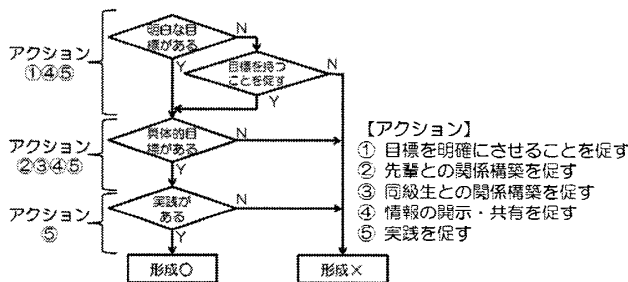 明白な目
標がある
N
アクション
①④⑤
Y
目標を持つ
ことを促す
N
Y
具体的目
標がある
N
アクション
②③④⑤
Y
【アクション】
① 目標を明確にさせることを促す
② 先輩との関係構築を促す
③ 同級生との関係構築を促す
④ 情報の開示・共有を促す
⑤ 実践を促す
実践が
ある
N
アクション
⑤
Y
形成〇
形成×